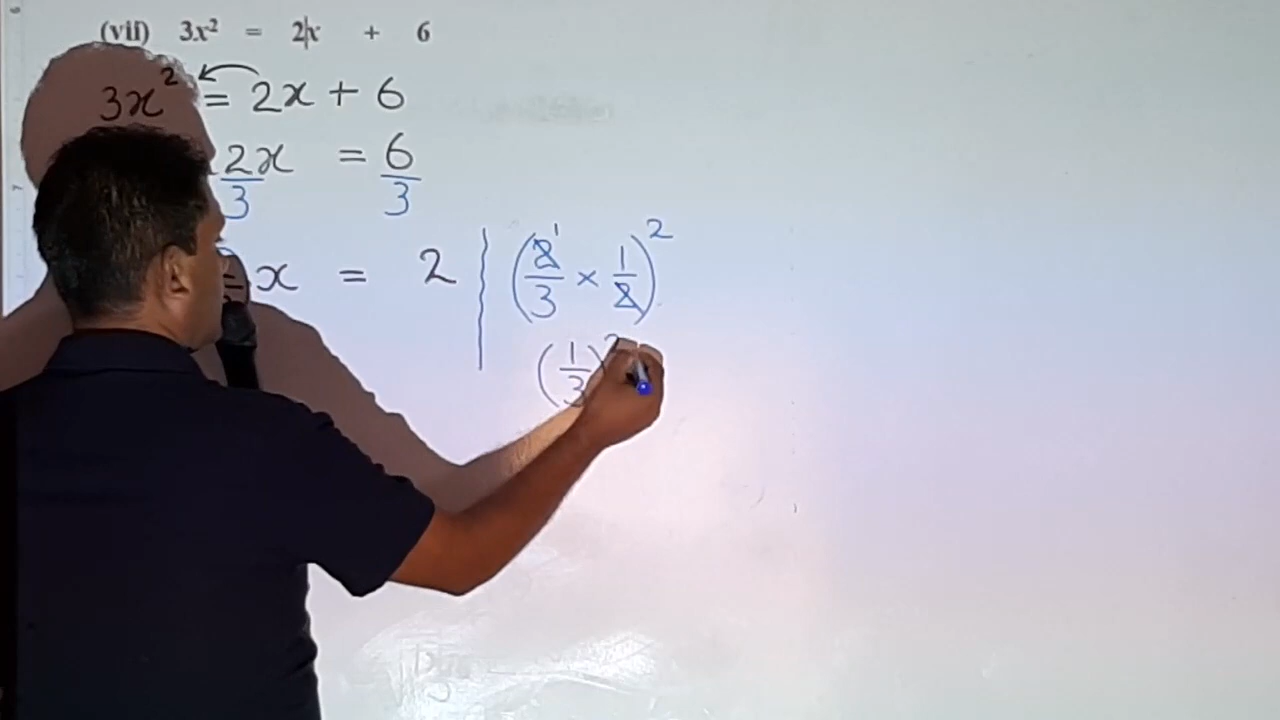 (vii) 3x² = 2x + 6
3x² = 2x + 6
2x/3 = 6/3
x = 2 | (2/3 × 1/2)²
1
(1/3)²